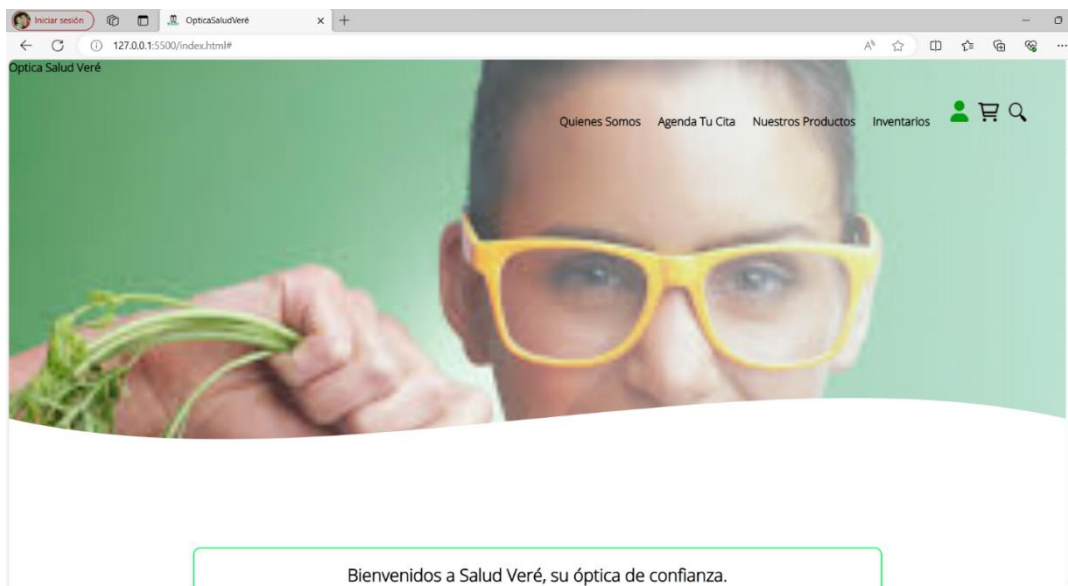 Iniciar sesión
OpticaSaludVeré
127.0.0.1:5500/index.html#
Optica Salud Veré
Quienes Somos Agenda Tu Cita Nuestros Productos Inventarios
Bienvenidos a Salud Veré, su óptica de confianza.